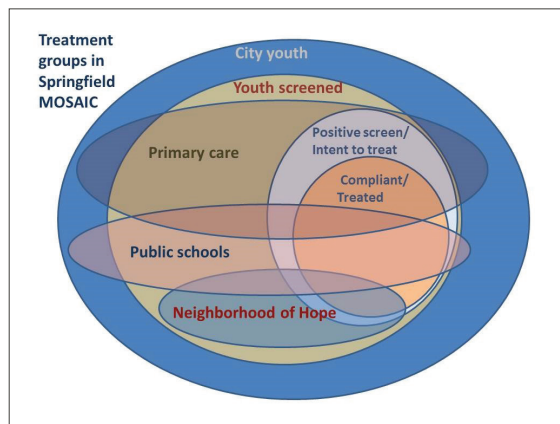 Treatment
groups in
Springfield
MOSAIC
City youth
Youth screened
Positive screen/
Intent to treat
Primary care
Compliant/
Treated
Public schools
Neighborhood of Hope